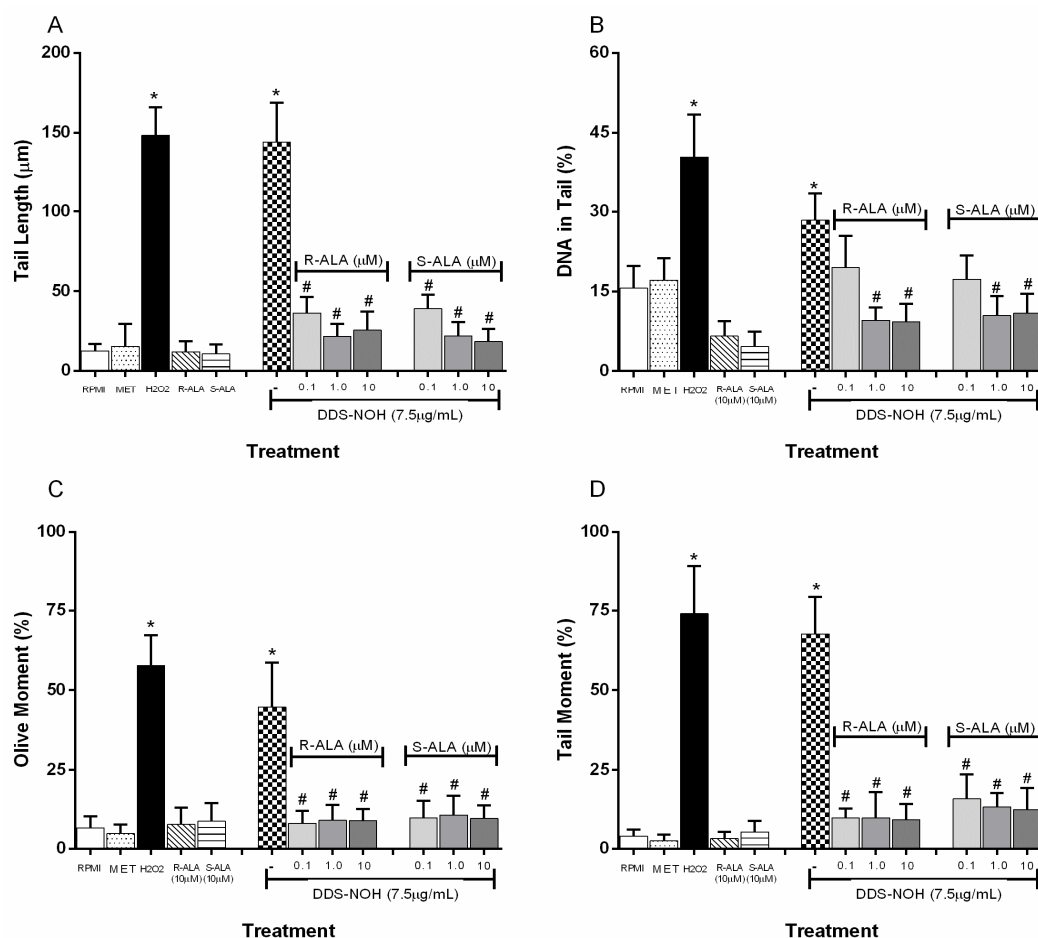 A
200
150
100
50
0
Tail Length (μm)
*
*
R-ALA (μM)
S-ALA (μM)
# # #
# # #
RPMI MET H2O2 R-ALA S-ALA - 0.1 1.0 10 0.1 1.0 10
DDS-NOH (7.5μg/mL)
Treatment
B
60
45
30
15
0
DNA in Tail (%)
*
*
R-ALA (μM)
S-ALA (μM)
# #
# #
RPMI MET H2O2 R-ALA S-ALA - 0.1 1.0 10 0.1 1.0 10
(10μM) (10μM)
DDS-NOH (7.5μg/mL)
Treatment
C
100
75
50
25
0
Olive Moment (%)
*
*
R-ALA (μM)
S-ALA (μM)
# # #
# # #
RPMI MET H2O2 R-ALA S-ALA - 0.1 1.0 10 0.1 1.0 10
(10μM) (10μM)
DDS-NOH (7.5μg/mL)
Treatment
D
100
75
50
25
0
Tail Moment (%)
*
*
R-ALA (μM)
S-ALA (μM)
# # #
# # #
RPMI MET H2O2 R-ALA S-ALA - 0.1 1.0 10 0.1 1.0 10
(10μM) (10μM)
DDS-NOH (7.5μg/mL)
Treatment